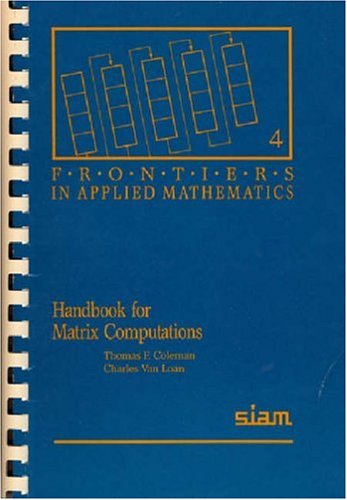 4
F·R·O·N·T·I·E·R·S
IN APPLIED MATHEMATICS
Handbook for
Matrix Computations
Thomas F. Coleman
Charles Van Loan
siam